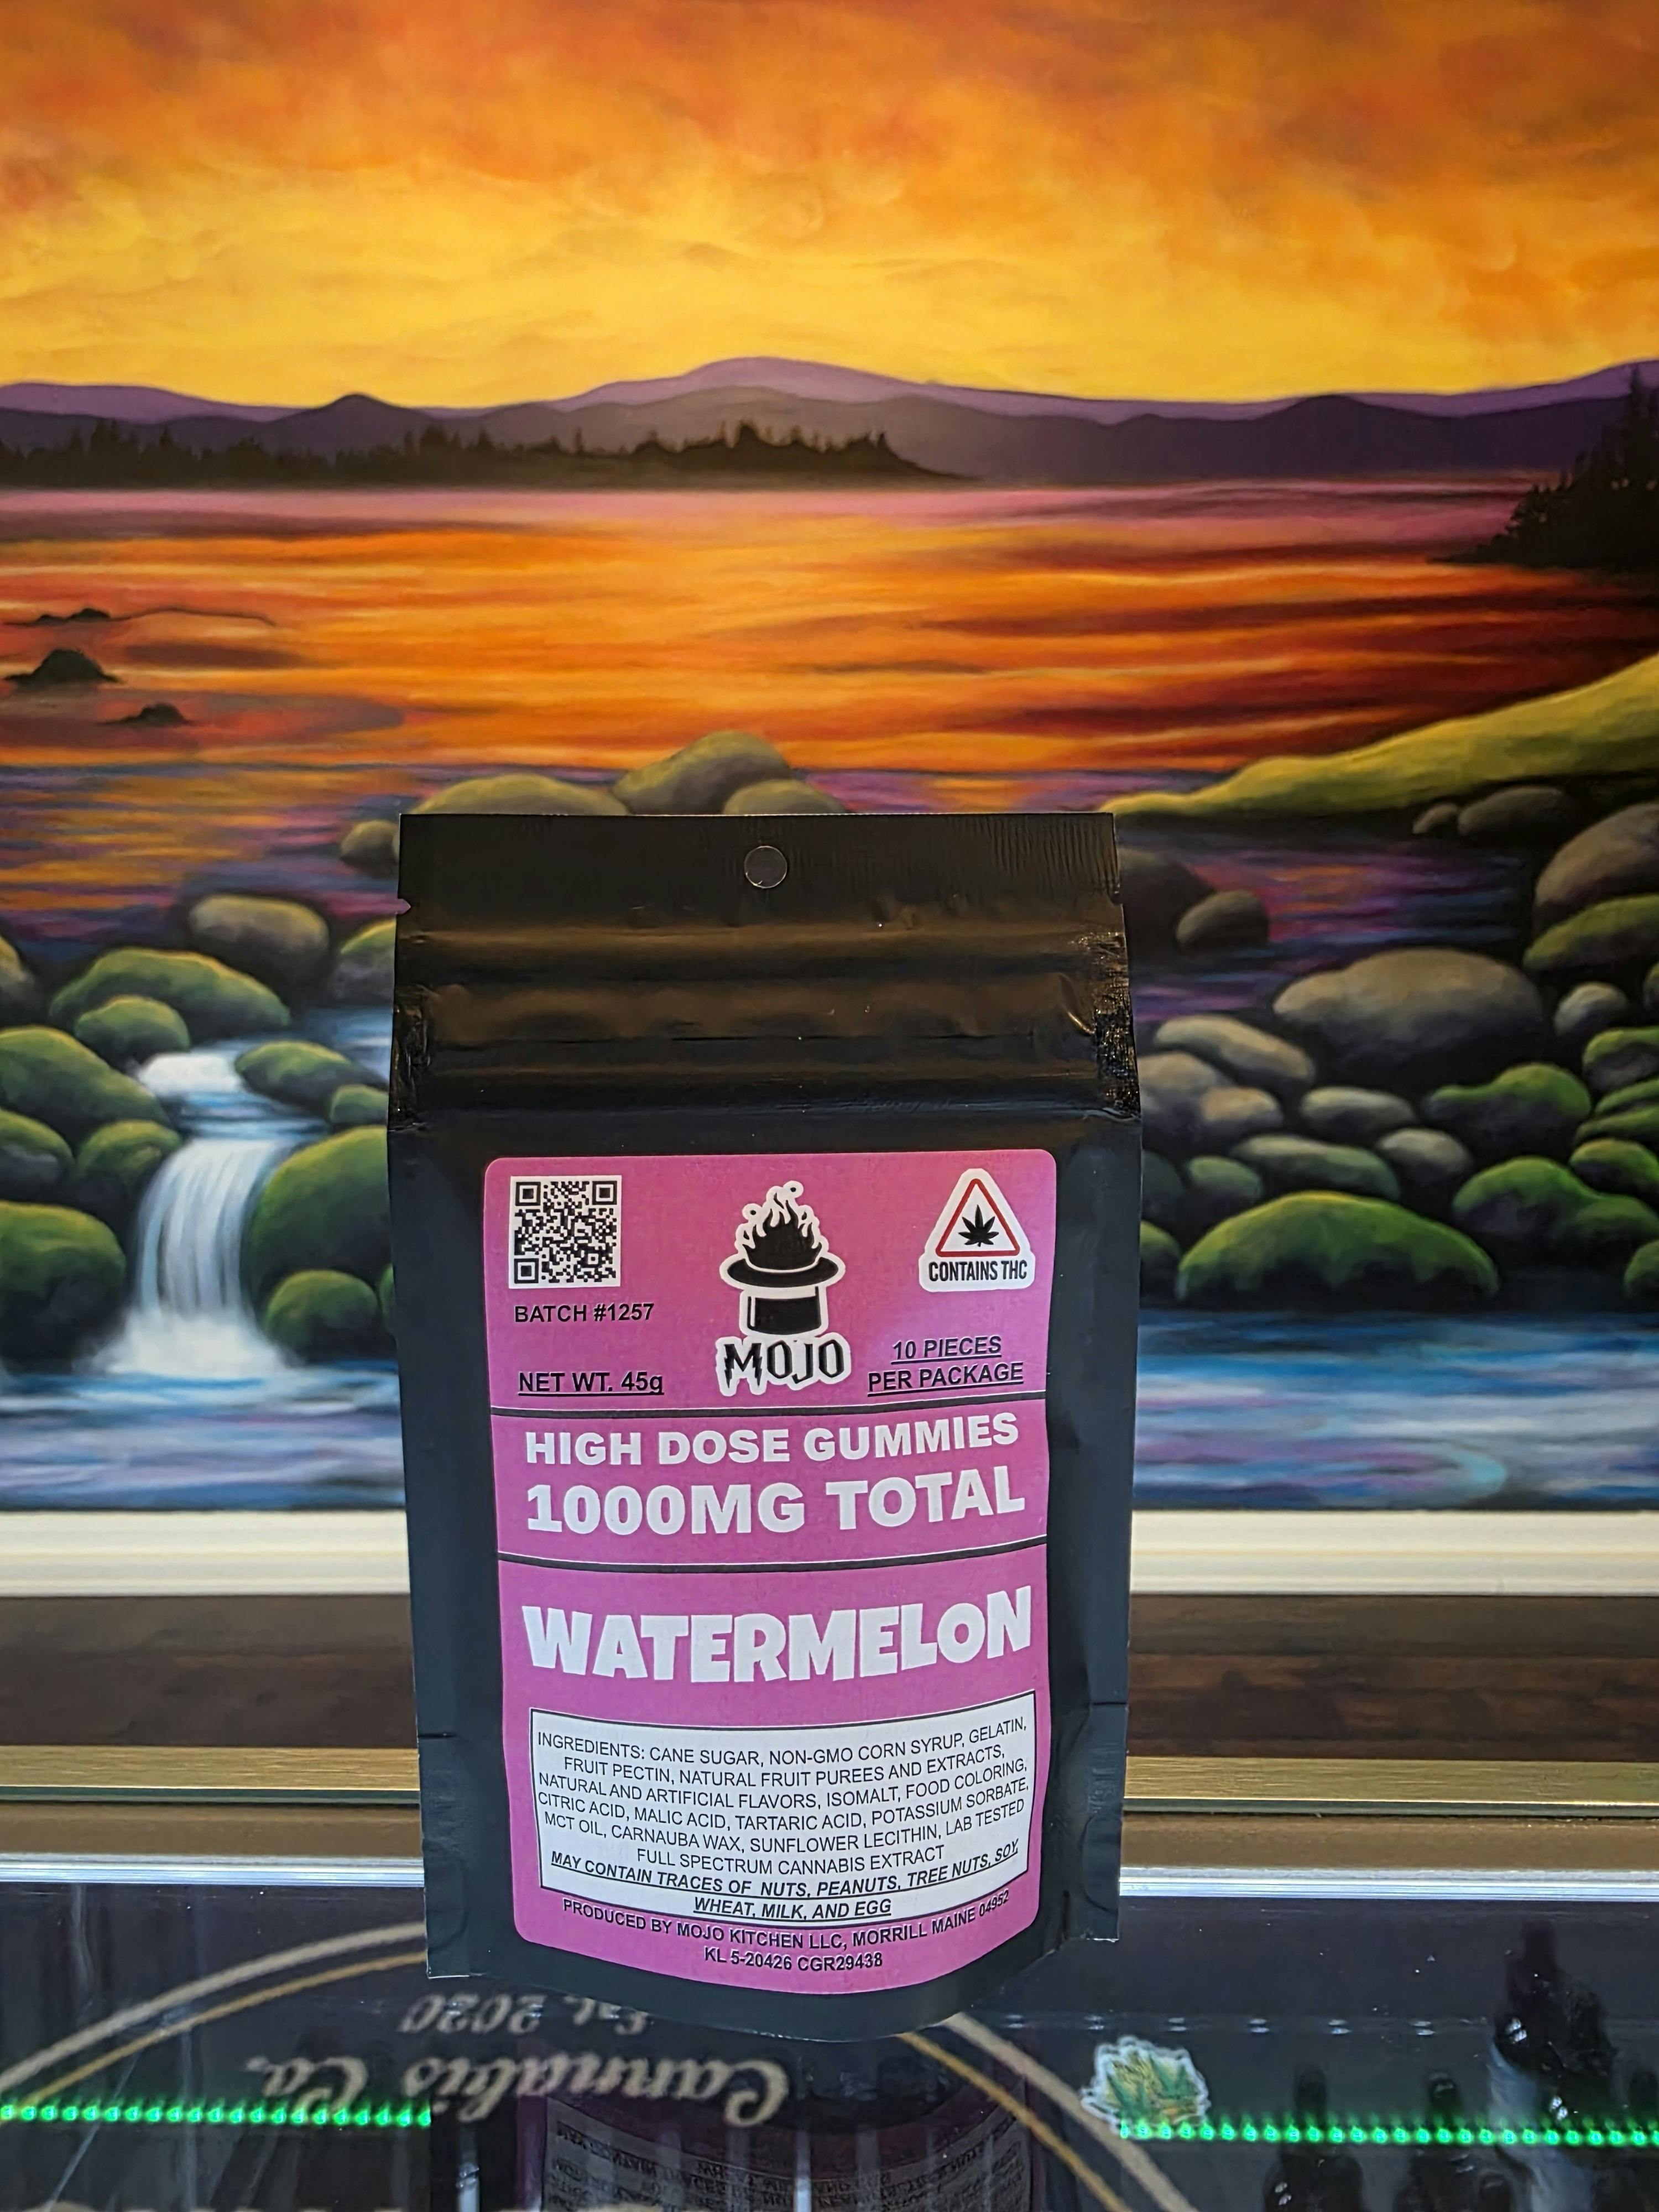 CONTAINS THC
BATCH #1257
MOJO
10 PIECES
PER PACKAGE
NET WT. 45g
HIGH DOSE GUMMIES
1000MG TOTAL
WATERMELON
INGREDIENTS: CANE SUGAR, NON-GMO CORN SYRUP, GELATIN,
FRUIT PECTIN, NATURAL FRUIT PUREES AND EXTRACTS,
NATURAL AND ARTIFICIAL FLAVORS, ISOMALT, FOOD COLORING,
CITRIC ACID, MALIC ACID, TARTARIC ACID, POTASSIUM SORBATE,
MCT OIL, CARNAUBA WAX, SUNFLOWER LECITHIN, LAB TESTED
FULL SPECTRUM CANNABIS EXTRACT
MAY CONTAIN TRACES OF NUTS, PEANUTS, TREE NUTS, SOY,
WHEAT, MILK, AND EGG
PRODUCED BY MOJO KITCHEN LLC, MORRILL MAINE 04952
KL 5-20426 CGR29438
Est. 2020
Cannabis Co.